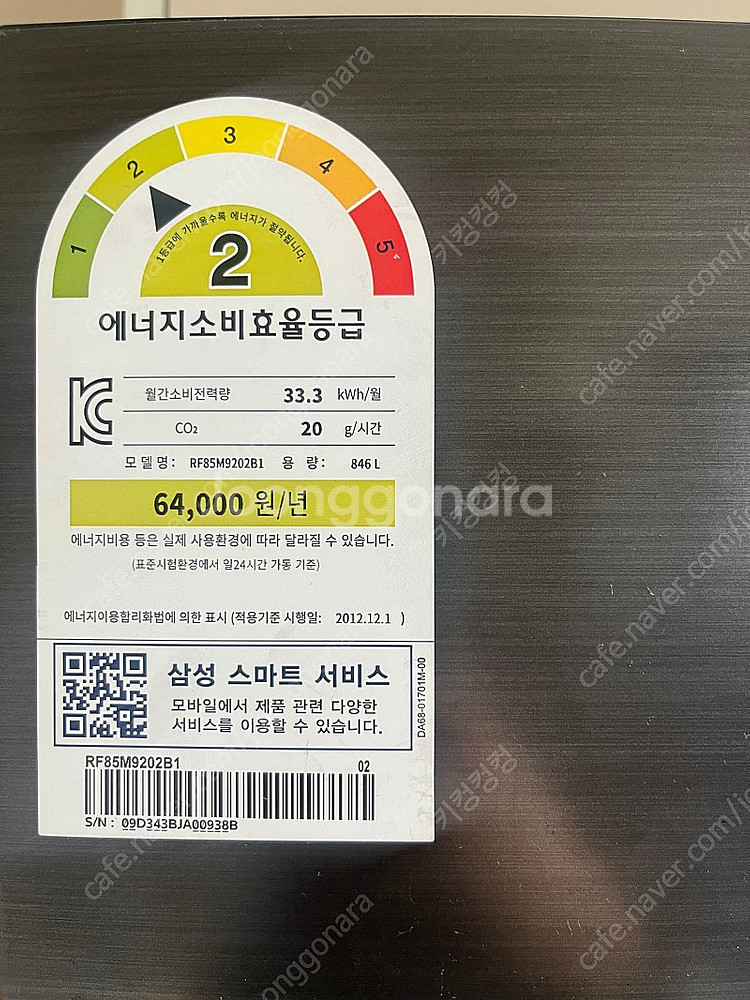 1
2
3
4
5
1등급에 가까울수록 에너지가 절약됩니다.
2
에너지소비효율등급
월간소비전력량 33.3 kWh/월
CO₂ 20 g/시간
모델명: RF85M9202B1 용량: 846 L
64,000 원/년
에너지비용 등은 실제 사용환경에 따라 달라질 수 있습니다.
(표준시험환경에서 일24시간 가동 기준)
에너지이용합리화법에 의한 표시 (적용기준 시행일: 2012.12.1 )
삼성 스마트 서비스
모바일에서 제품 관련 다양한
서비스를 이용할 수 있습니다.
DA68-01701M-00
RF85M9202B1 02
S/N : 09D343BJA00938B
joonggonara
키컹컹컹
cafe.naver.com/joonggonara